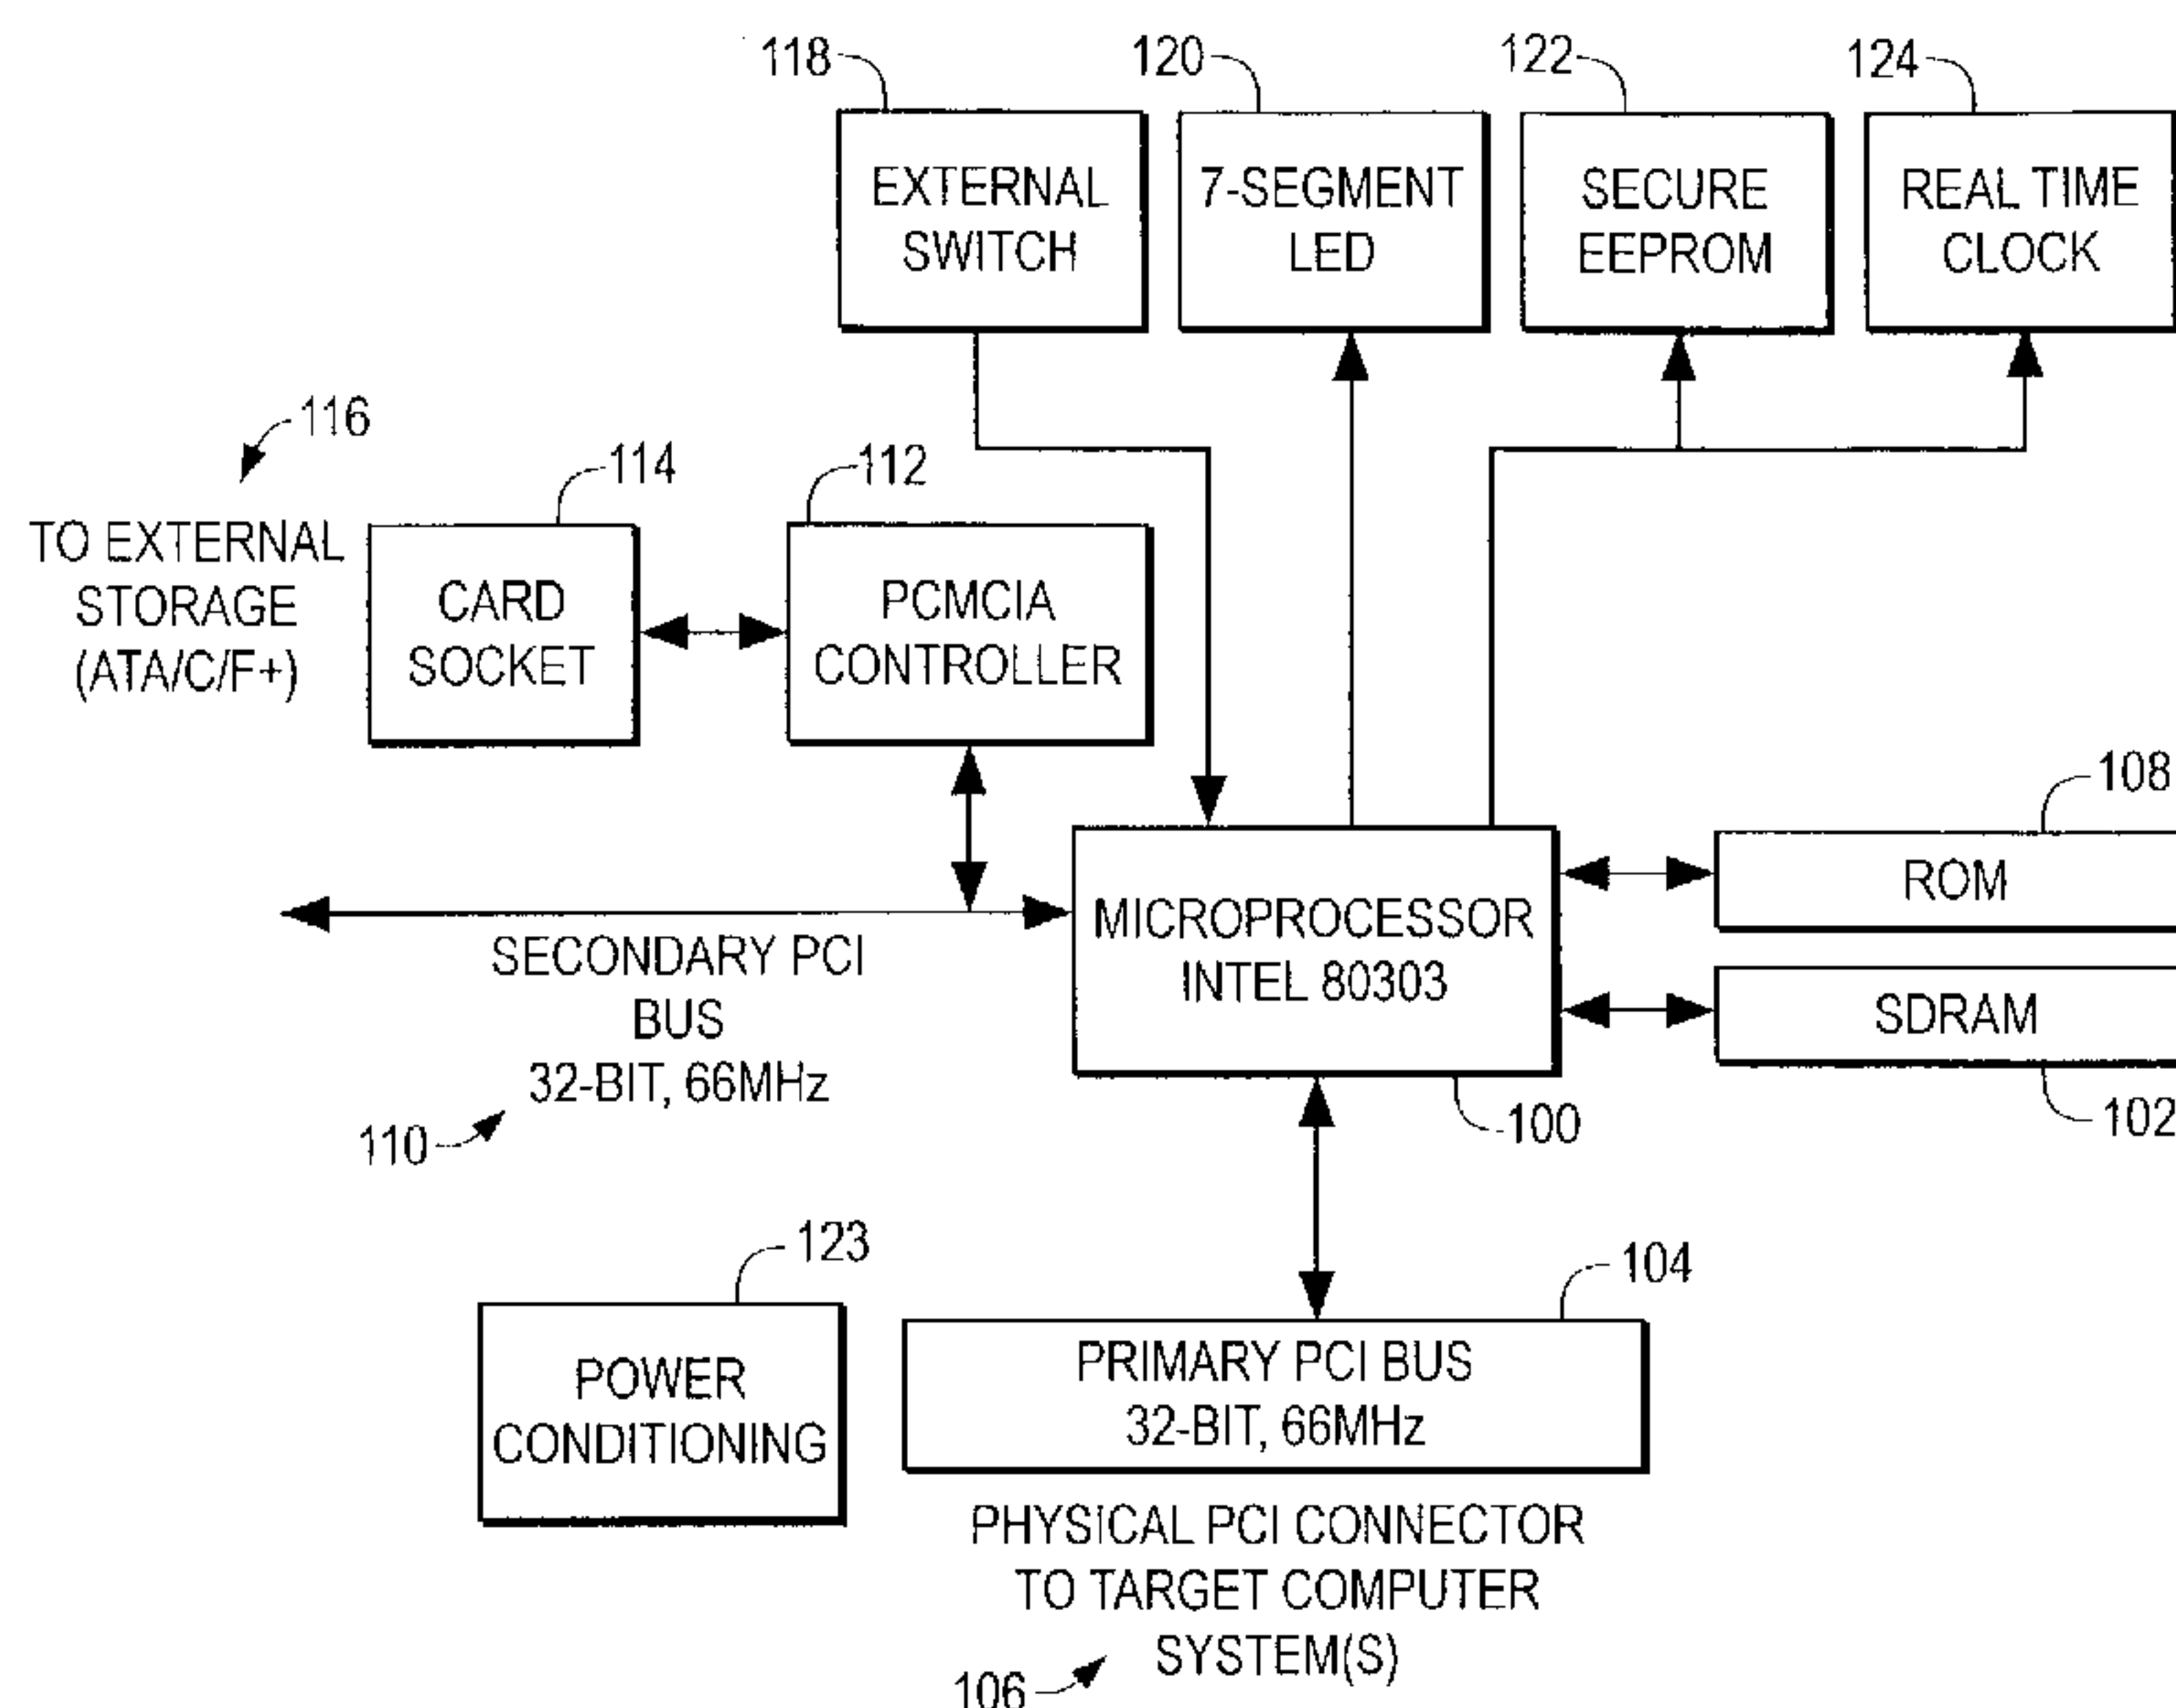 118
120
122
124
EXTERNAL
SWITCH
7-SEGMENT
LED
SECURE
EEPROM
REAL TIME
CLOCK
116
114
112
TO EXTERNAL
STORAGE
(ATA/C/F+)
CARD
SOCKET
PCMCIA
CONTROLLER
108
ROM
MICROPROCESSOR
INTEL 80303
SECONDARY PCI
BUS
32-BIT, 66MHz
SDRAM
110
100
102
123
104
POWER
CONDITIONING
PRIMARY PCI BUS
32-BIT, 66MHz
PHYSICAL PCI CONNECTOR
TO TARGET COMPUTER
SYSTEM(S)
106